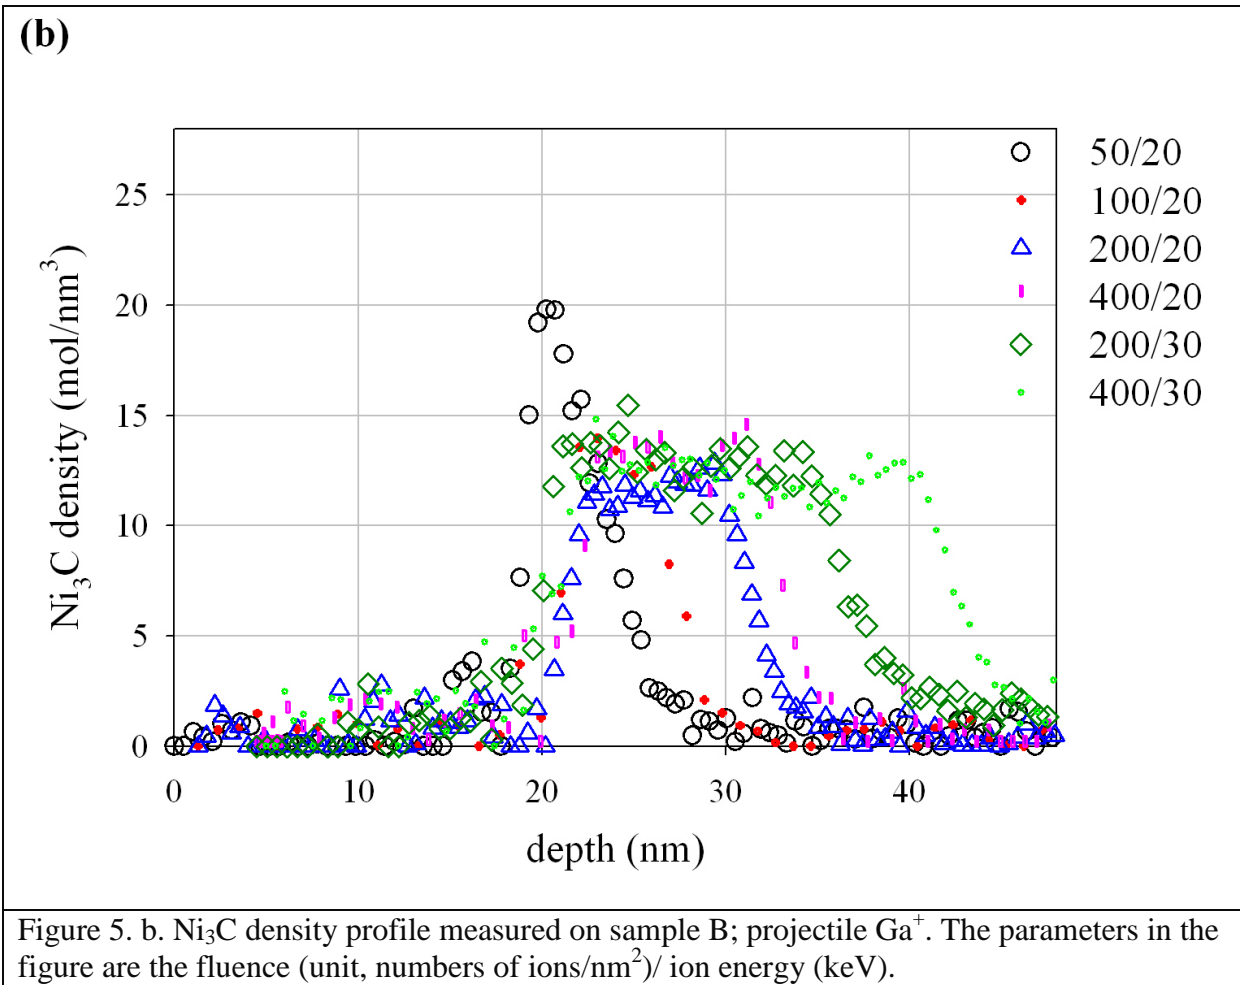 (b)
25
20
15
10
5
0
Ni₃C density (mol/nm³)
0 10 20 30 40
depth (nm)
50/20
100/20
200/20
400/20
200/30
400/30
Figure 5. b. Ni₃C density profile measured on sample B; projectile Ga⁺. The parameters in the
figure are the fluence (unit, numbers of ions/nm²)/ ion energy (keV).